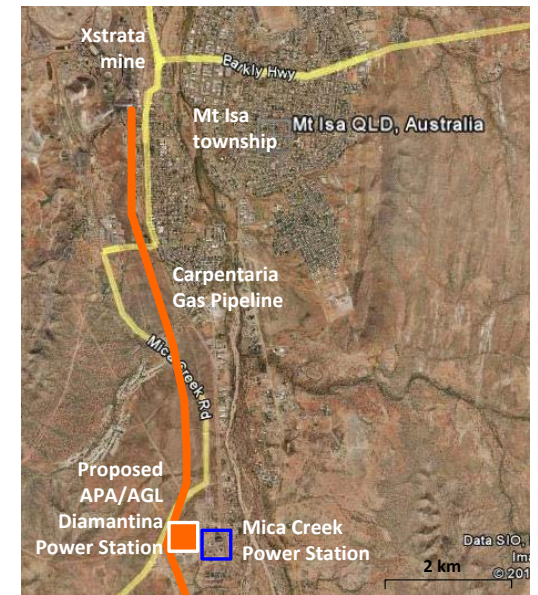 Xstrata
mine
Barkly Hwy
Mt Isa
township
Mt Isa QLD, Australia
Carpentaria
Gas Pipeline
Mica Creek Rd
Proposed
APA/AGL
Diamantina
Power Station
Mica Creek
Power Station
Data SIO,
2 km